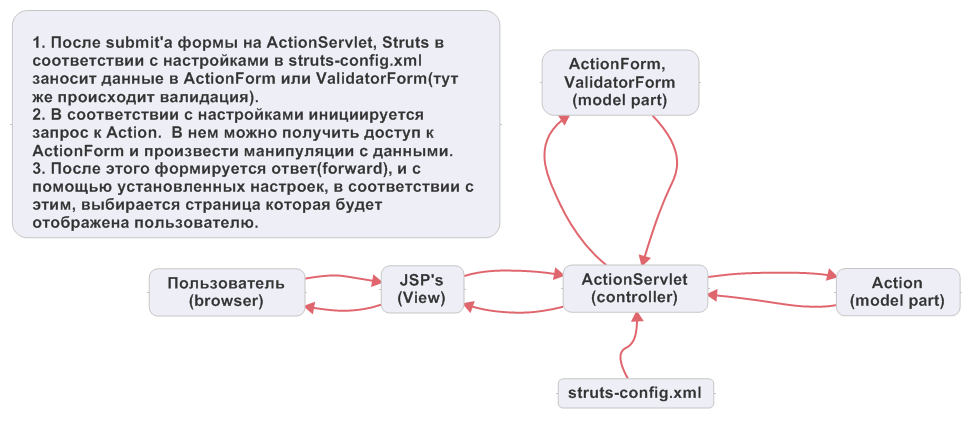 1. После submit'а формы на ActionServlet, Struts в
соответствии с настройками в struts-config.xml
заносит данные в ActionForm или ValidatorForm(тут
же происходит валидация).
2. В соответствии с настройками инициируется
запрос к Action.  В нем можно получить доступ к
ActionForm и произвести манипуляции с данными.
3. После этого формируется ответ(forward), и с
помощью установленных настроек, в соответствии с
этим, выбирается страница которая будет
отображена пользователю.
ActionForm,
ValidatorForm
(model part)
Пользователь
(browser)
JSP's
(View)
ActionServlet
(controller)
Action
(model part)
struts-config.xml